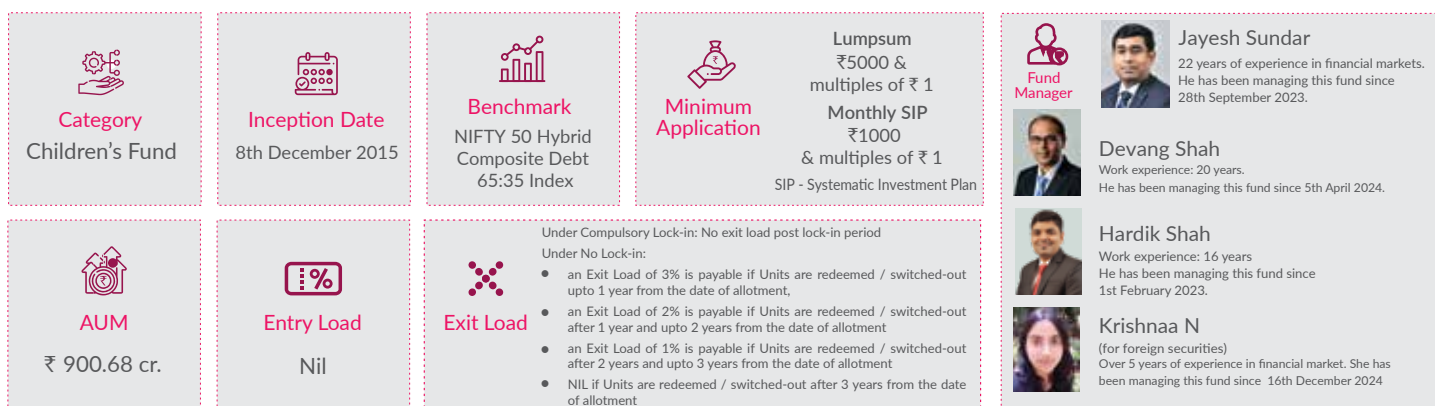 Category
Children's Fund
Inception Date
8th December 2015
Benchmark
NIFTY 50 Hybrid
Composite Debt
65:35 Index
Minimum
Application
Lumpsum
₹5000 &
multiples of ₹ 1
Monthly SIP
₹1000
& multiples of ₹ 1
SIP - Systematic Investment Plan
AUM
₹ 900.68 cr.
Entry Load
Nil
Exit Load
Under Compulsory Lock-in: No exit load post lock-in period
Under No Lock-in:
● an Exit Load of 3% is payable if Units are redeemed / switched-out
upto 1 year from the date of allotment,
● an Exit Load of 2% is payable if Units are redeemed / switched-out
after 1 year and upto 2 years from the date of allotment
● an Exit Load of 1% is payable if Units are redeemed / switched-out
after 2 years and upto 3 years from the date of allotment
● NIL if Units are redeemed / switched-out after 3 years from the date
of allotment
Fund
Manager
Jayesh Sundar
22 years of experience in financial markets.
He has been managing this fund since
28th September 2023.
Devang Shah
Work experience: 20 years.
He has been managing this fund since 5th April 2024.
Hardik Shah
Work experience: 16 years
He has been managing this fund since
1st February 2023.
Krishnaa N
(for foreign securities)
Over 5 years of experience in financial market. She has
been managing this fund since 16th December 2024